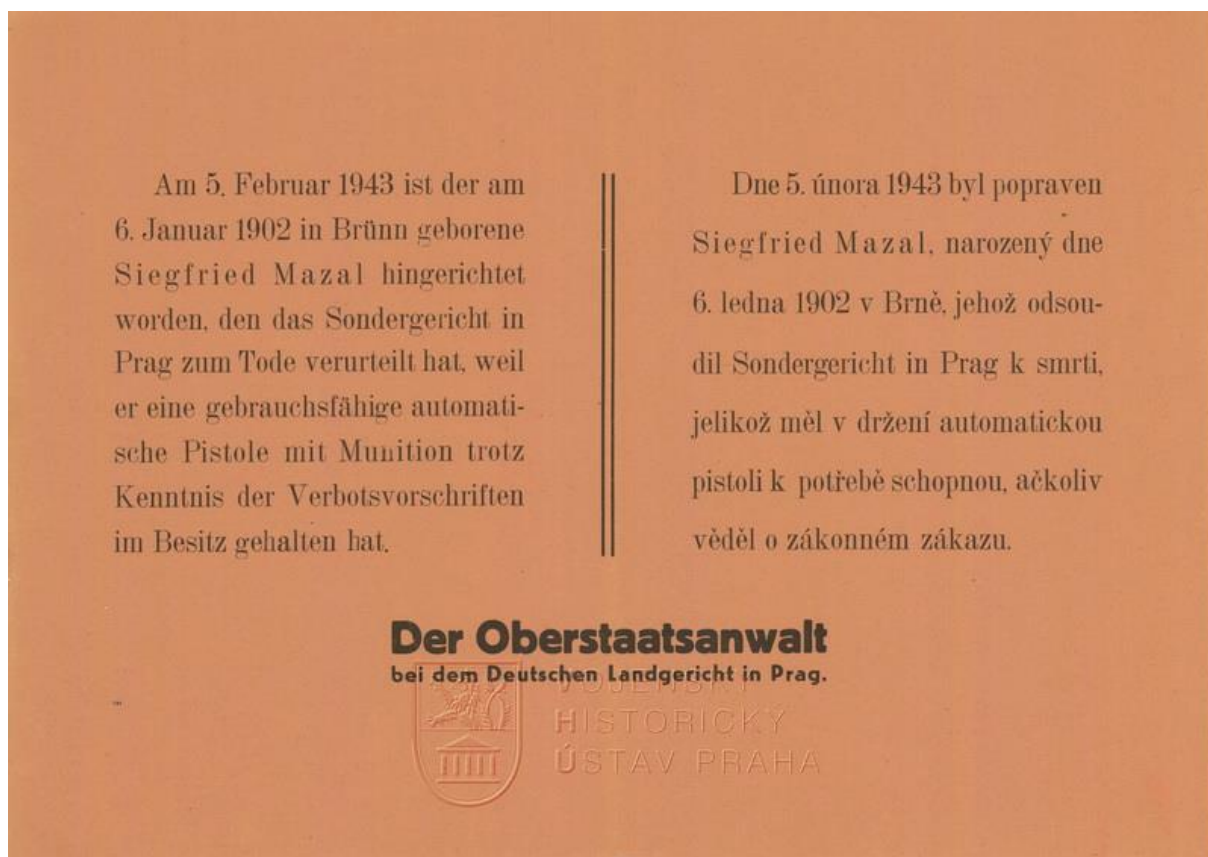 Am 5. Februar 1943 ist der am
6. Januar 1902 in Brünn geborene
Siegfried Mazal hingerichtet
worden, den das Sondergericht in
Prag zum Tode verurteilt hat, weil
er eine gebrauchsfähige automati-
sche Pistole mit Munition trotz
Kenntnis der Verbotsvorschriften
im Besitz gehalten hat.
Dne 5. února 1943 byl popraven
Siegfried Mazal, narozený dne
6. ledna 1902 v Brně, jehož odsou-
dil Sondergericht in Prag k smrti,
jelikož měl v držení automatickou
pistoli k potřebě schopnou, ačkoliv
věděl o zákonném zákazu.
Der Oberstaatsanwalt
bei dem Deutschen Landgericht in Prag.
VOJENSKÝ
HISTORICKÝ
ÚSTAV PRAHA